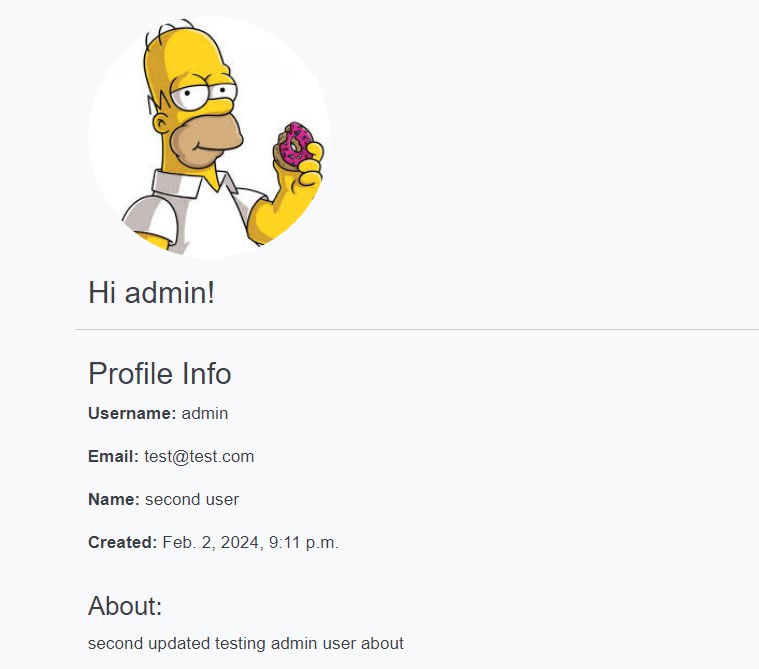 Hi admin!
Profile Info
Username: admin
Email: test@test.com
Name: second user
Created: Feb. 2, 2024, 9:11 p.m.
About:
second updated testing admin user about